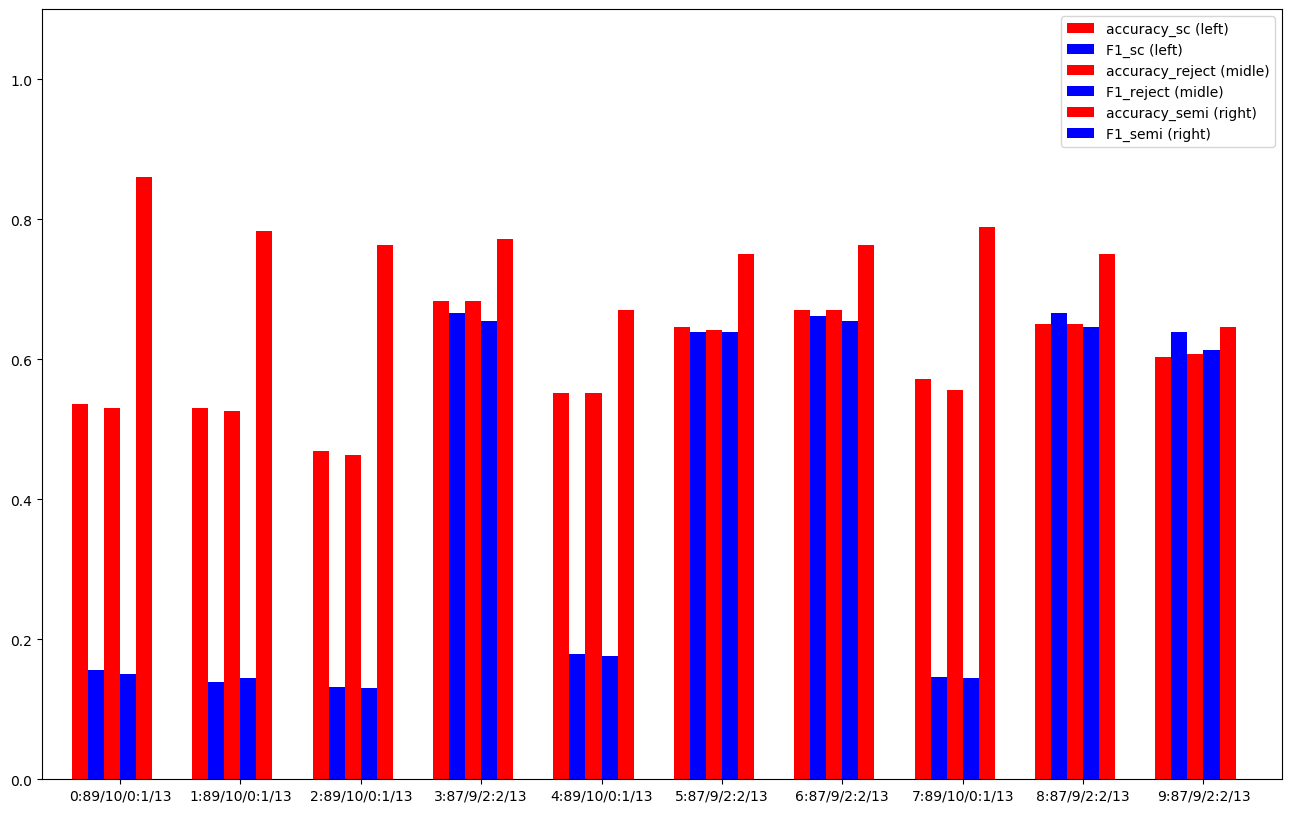 accuracy_sc (left)
F1_sc (left)
accuracy_reject (midle)
F1_reject (midle)
accuracy_semi (right)
F1_semi (right)
1.0
0.8
0.6
0.4
0.2
0.0
0:89/10/0:1/13 1:89/10/0:1/13 2:89/10/0:1/13 3:87/9/2:2/13 4:89/10/0:1/13 5:87/9/2:2/13 6:87/9/2:2/13 7:89/10/0:1/13 8:87/9/2:2/13 9:87/9/2:2/13